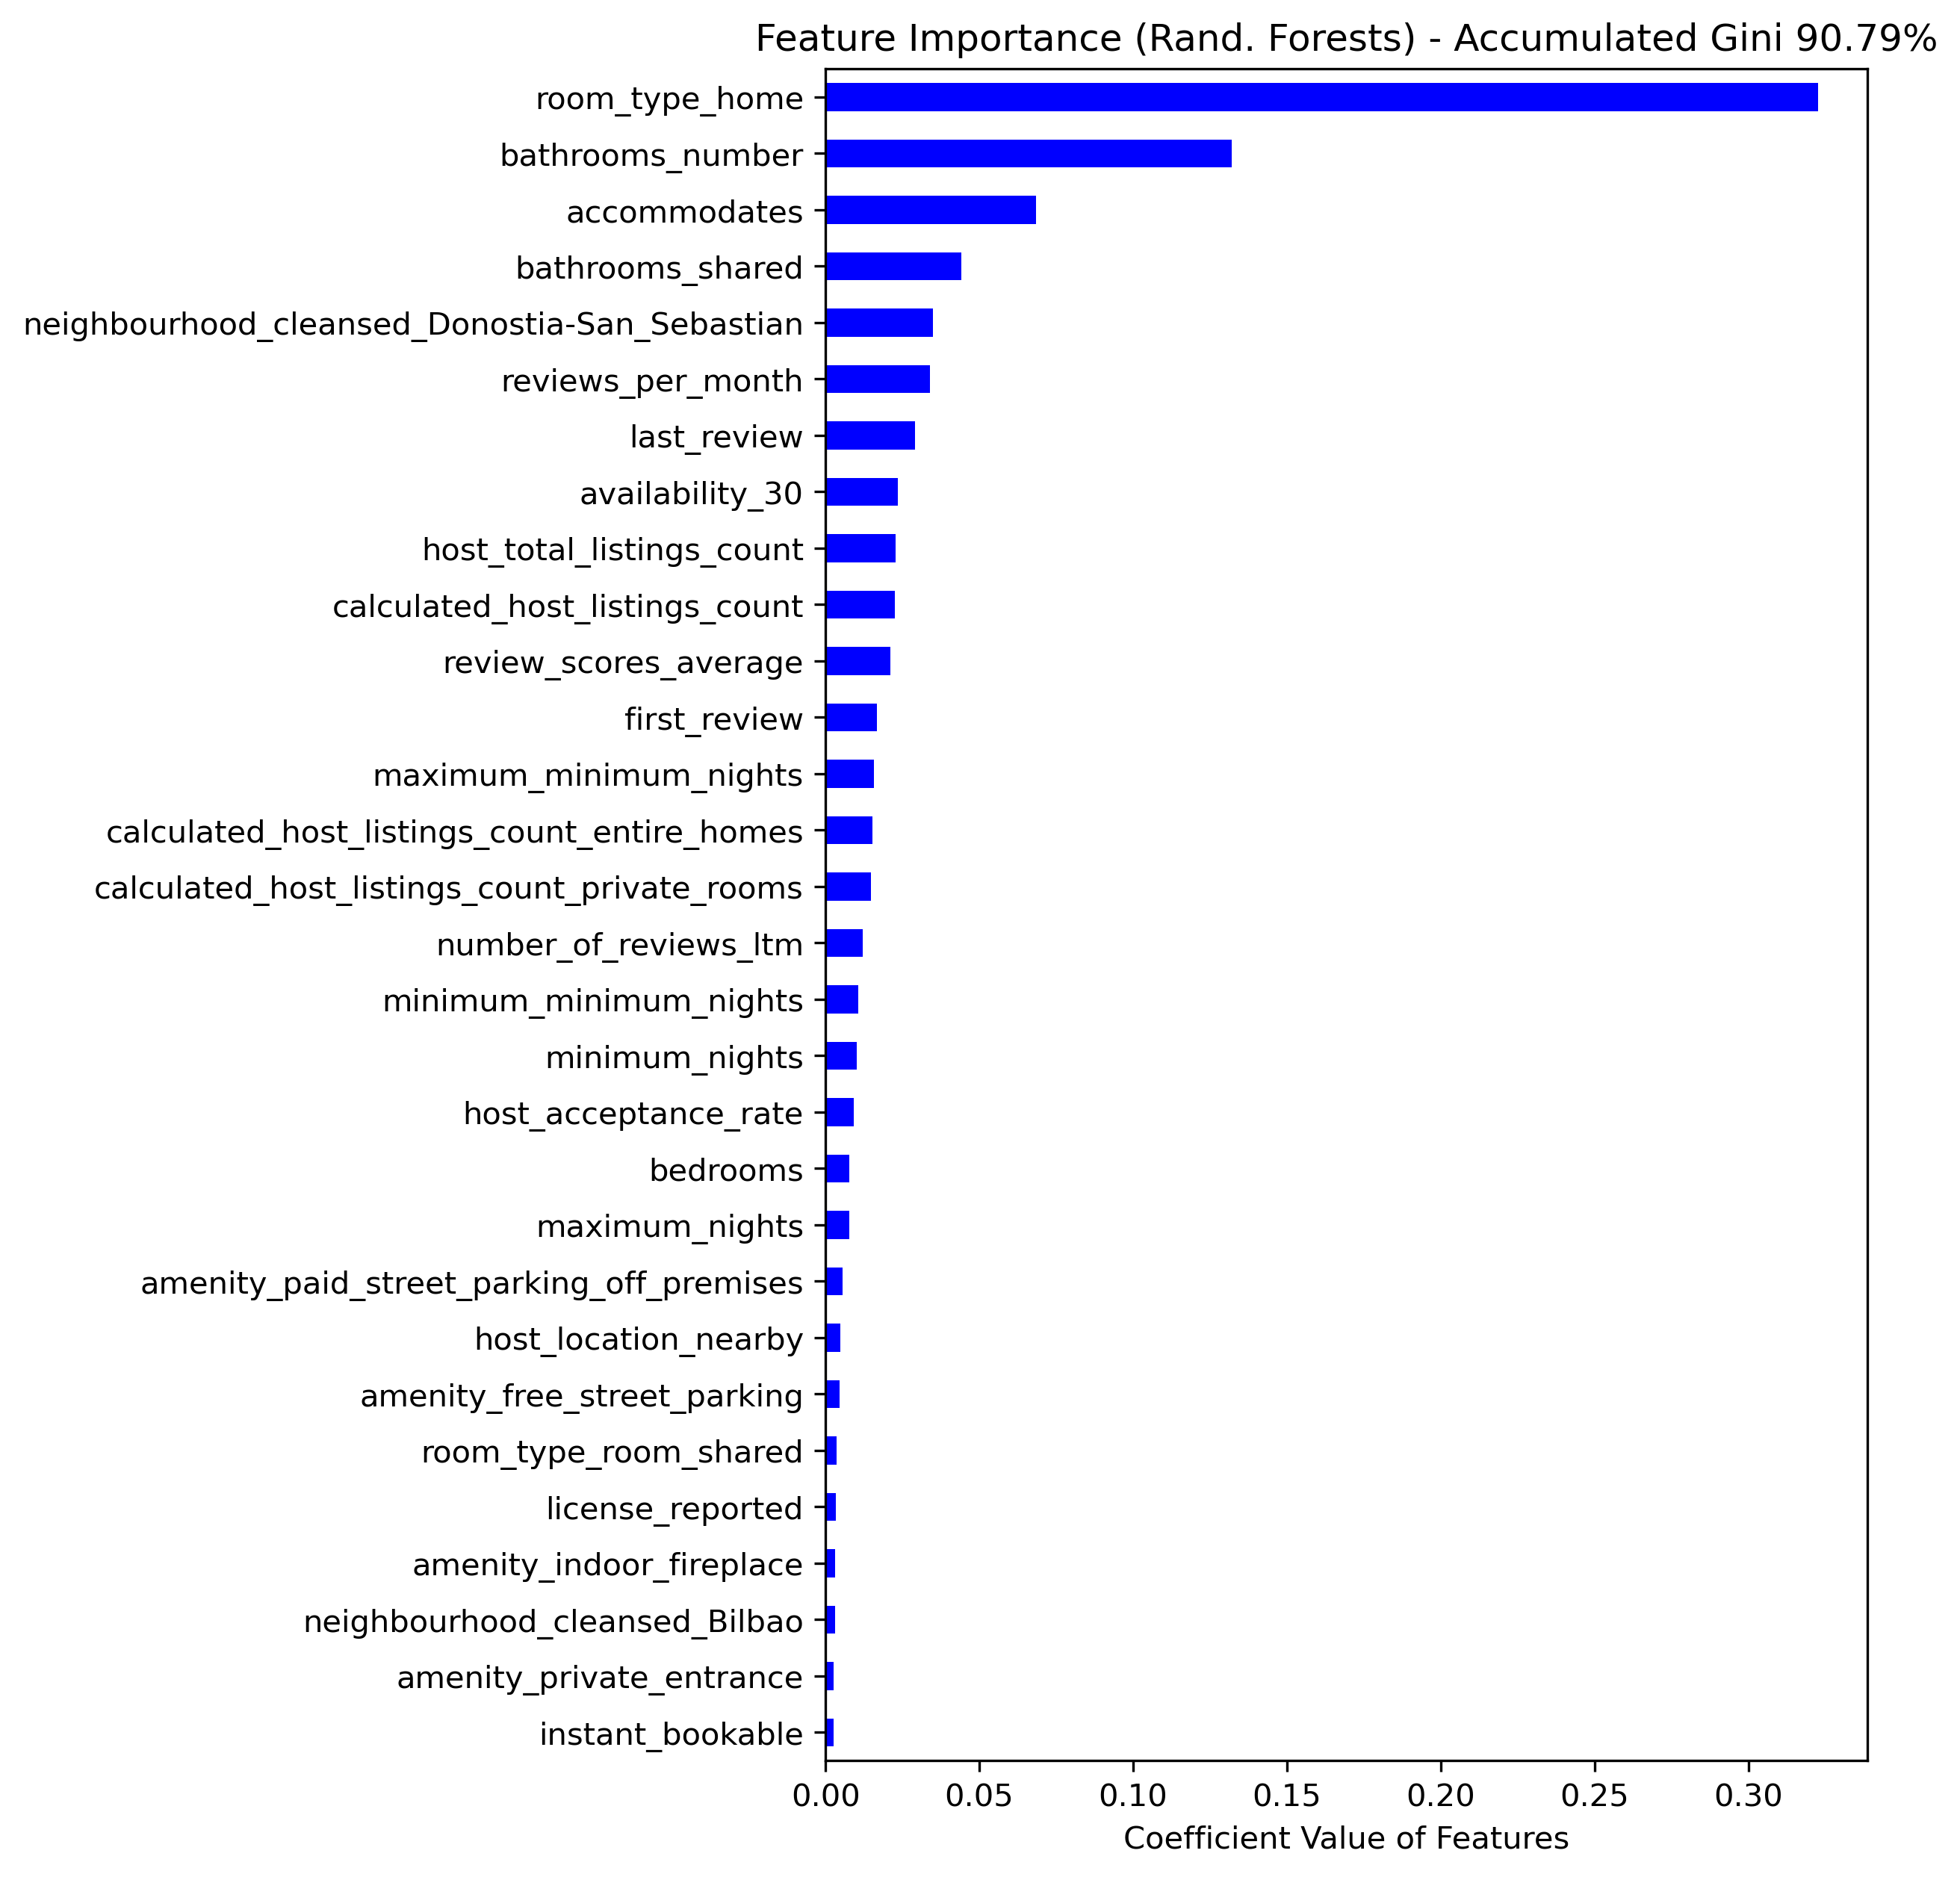 Feature Importance (Rand. Forests) - Accumulated Gini 90.79%
room_type_home
bathrooms_number
accommodates
bathrooms_shared
neighbourhood_cleansed_Donostia-San_Sebastian
reviews_per_month
last_review
availability_30
host_total_listings_count
calculated_host_listings_count
review_scores_average
first_review
maximum_minimum_nights
calculated_host_listings_count_entire_homes
calculated_host_listings_count_private_rooms
number_of_reviews_ltm
minimum_minimum_nights
minimum_nights
host_acceptance_rate
bedrooms
maximum_nights
amenity_paid_street_parking_off_premises
host_location_nearby
amenity_free_street_parking
room_type_room_shared
license_reported
amenity_indoor_fireplace
neighbourhood_cleansed_Bilbao
amenity_private_entrance
instant_bookable
0.00 0.05 0.10 0.15 0.20 0.25 0.30
Coefficient Value of Features